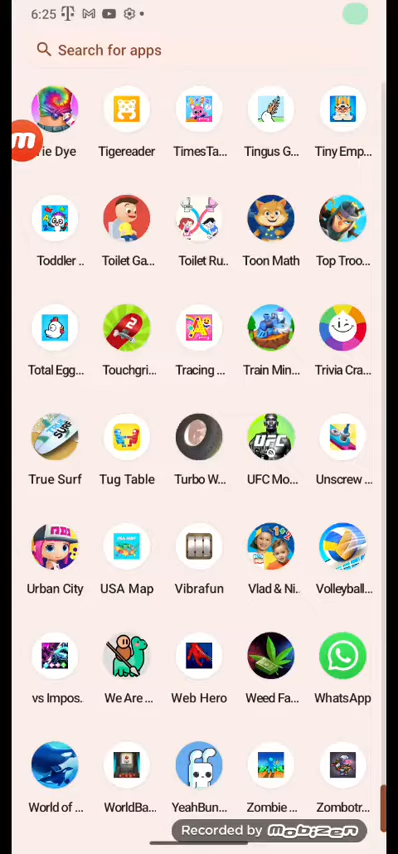 6:25
Search for apps
Tie Dye Tigereader TimesTa... Tingus G... Tiny Emp...
Toddler .. Toilet Ga... Toilet Ru.. Toon Math Top Troo...
Total Egg... Touchgri... Tracing ... Train Min... Trivia Cra...
True Surf Tug Table Turbo W... UFC Mo... Unscrew ...
Urban City USA Map Vibrafun Vlad & Ni.. Volleyball...
vs Impos.. We Are ... Web Hero Weed Fa... WhatsApp
World of ... WorldBa... YeahBun... Zombie ... Zombotr...
Recorded by mobizen